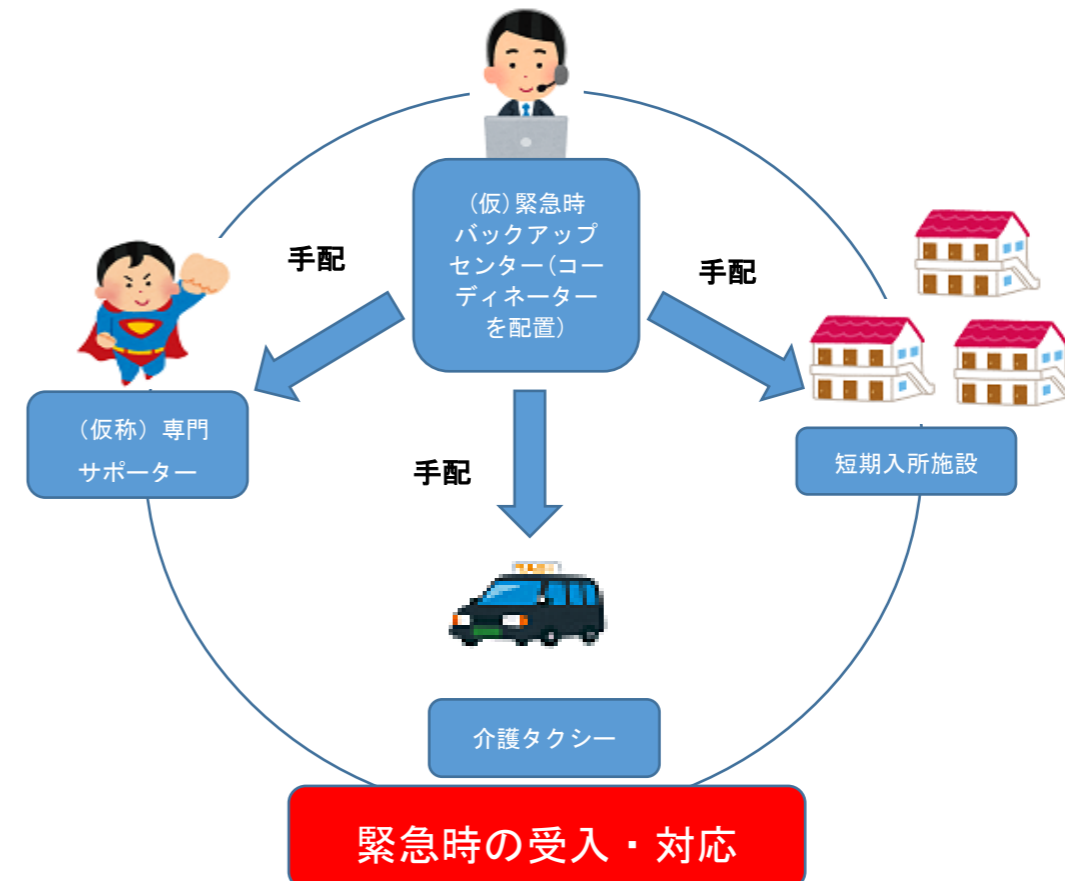 (仮)緊急時
バックアップ
センター(コー
ディネーター
を配置)
手配
手配
(仮称)専門
サポーター
手配
短期入所施設
介護タクシー
緊急時の受入・対応